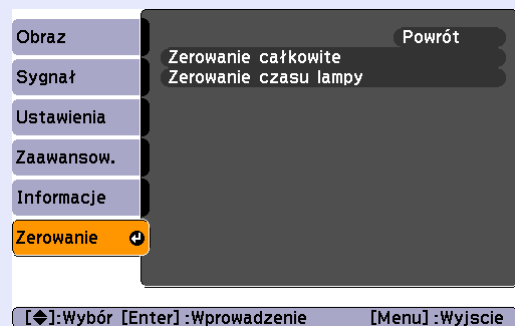 Obraz
Sygnał
Ustawienia
Zaawansow.
Informacje
Zerowanie
Powrót
Zerowanie całkowite
Zerowanie czasu lampy
[◆]:Wybór [Enter]:Wprowadzenie [Menu]:Wyjscie